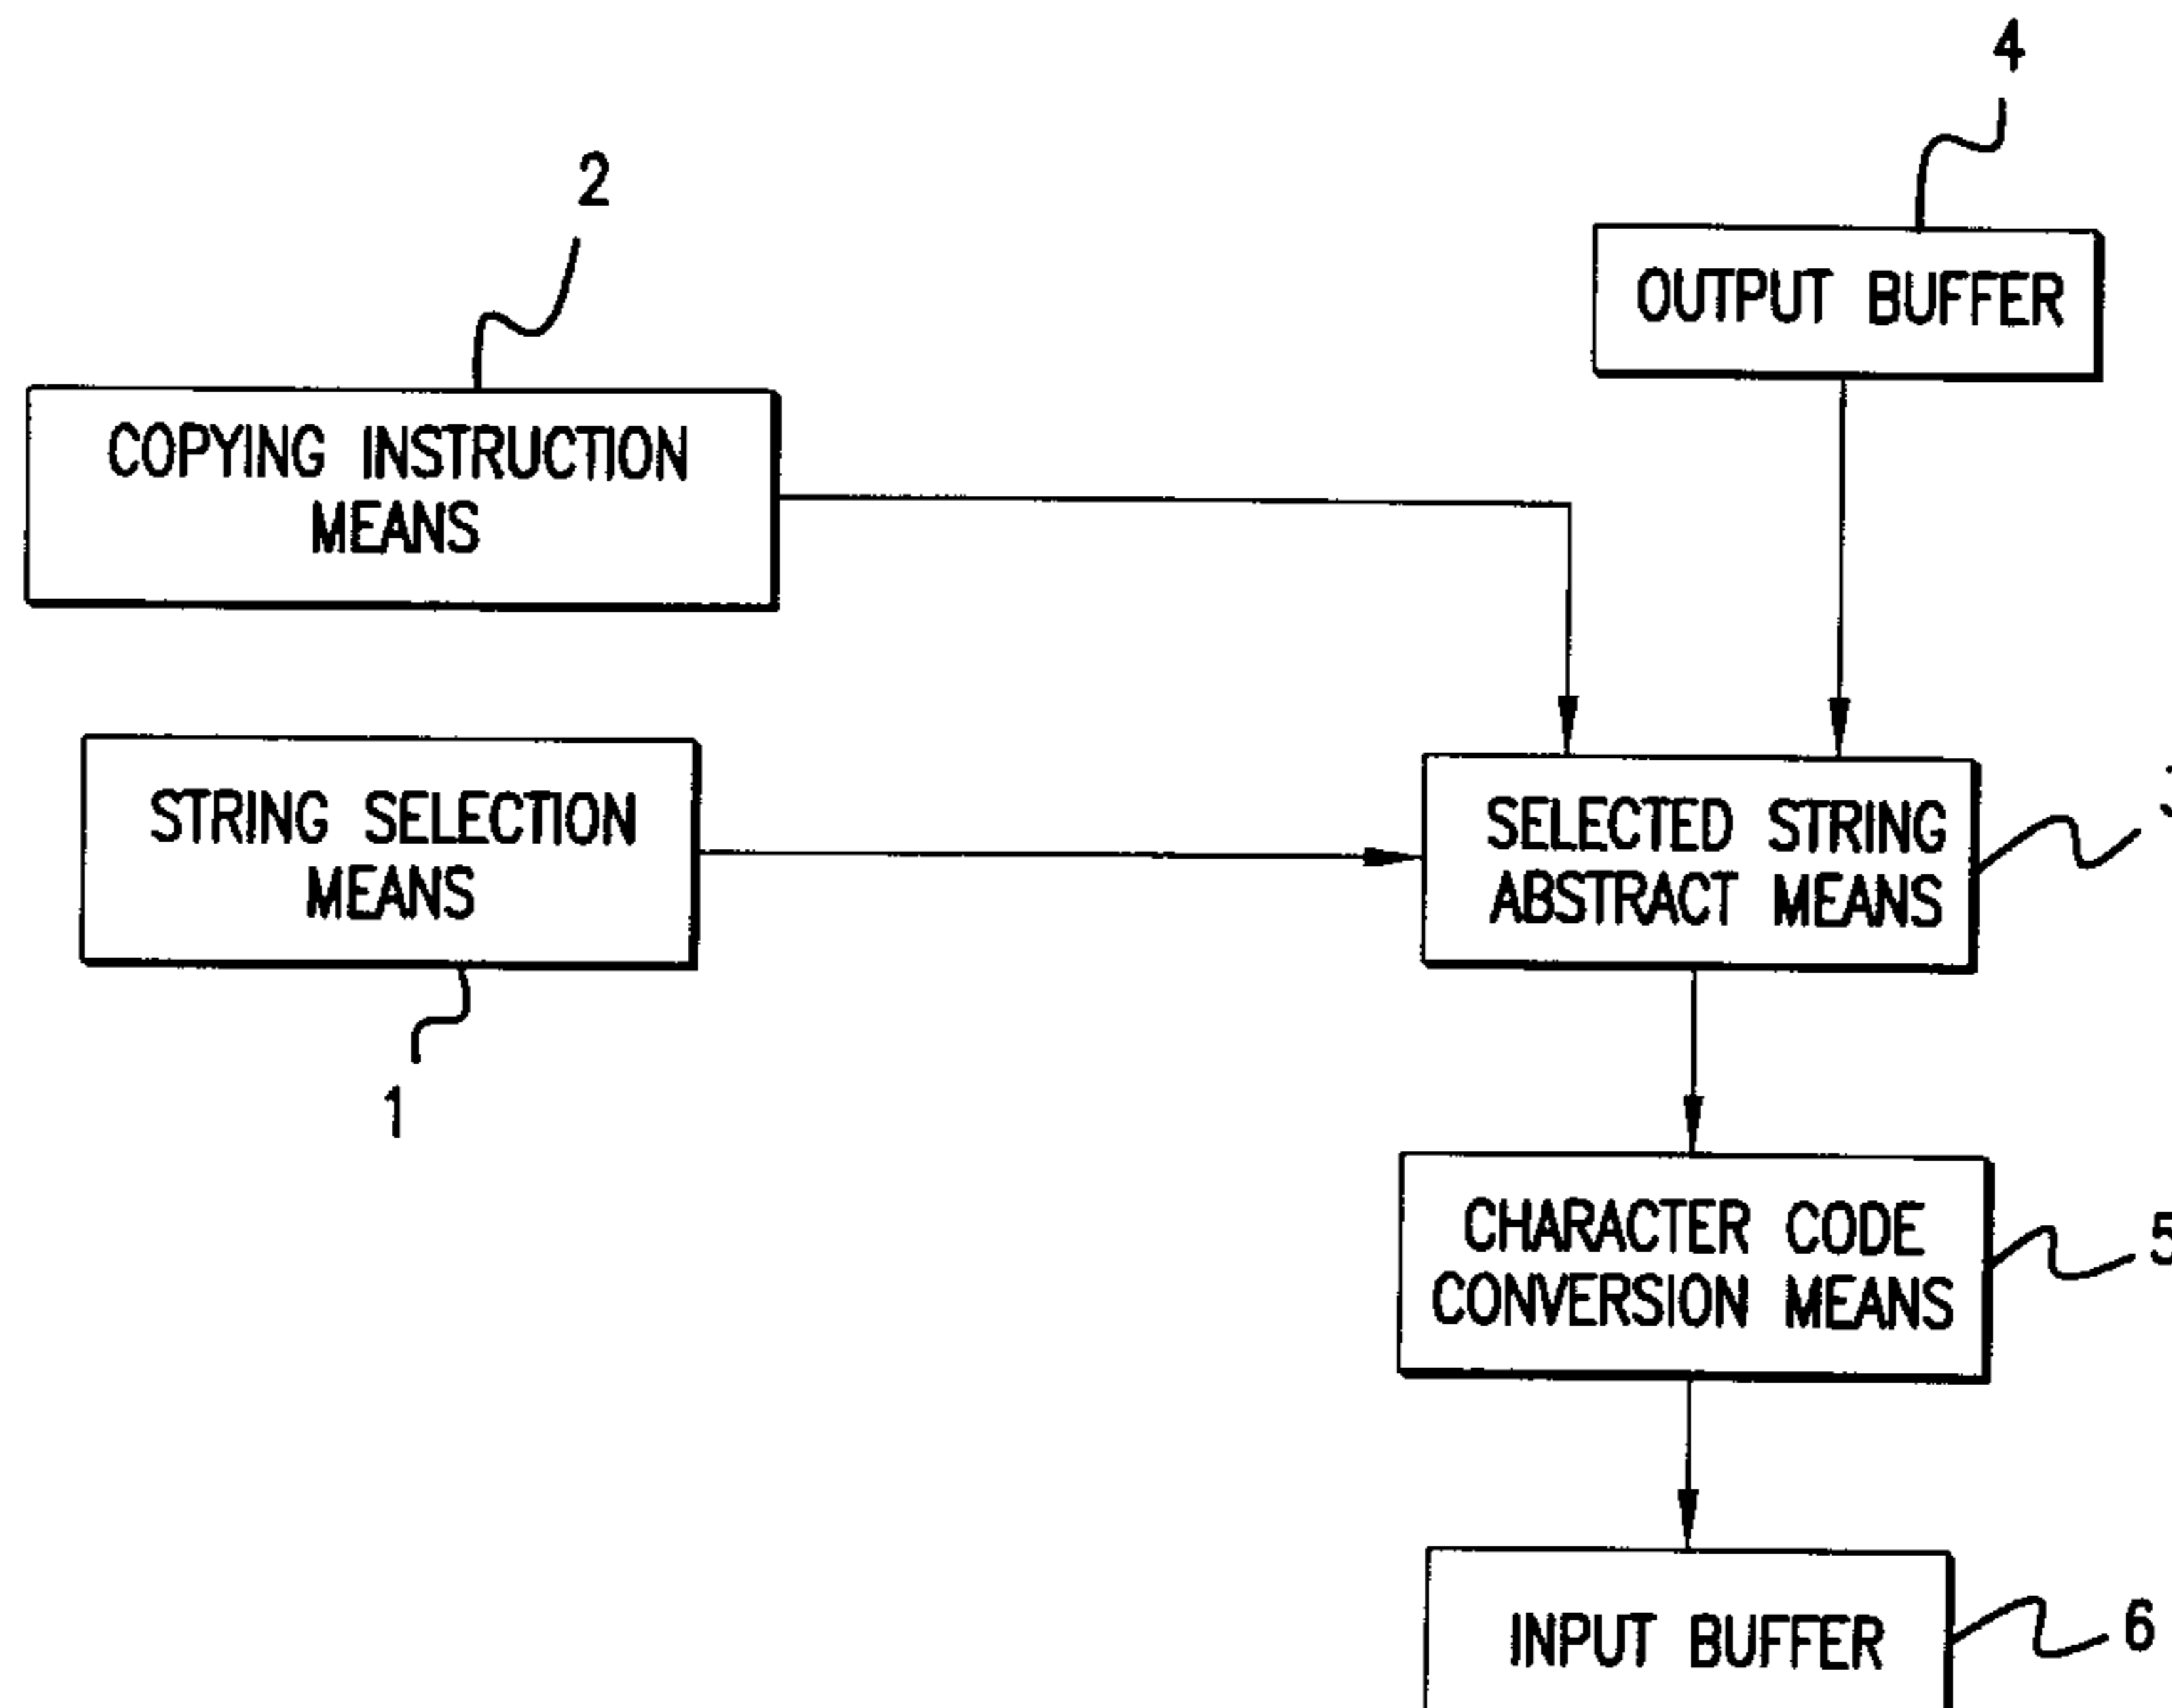 4
2
OUTPUT BUFFER
COPYING INSTRUCTION
MEANS
STRING SELECTION
MEANS
SELECTED STRING
ABSTRACT MEANS
1
CHARACTER CODE
CONVERSION MEANS
5
INPUT BUFFER
6